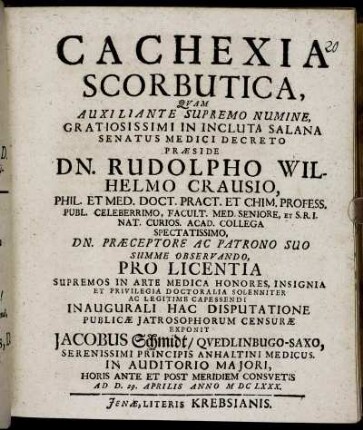 20
CACHEXIA
SCORBUTICA,
QVAM
AUXILIANTE SUPREMO NUMINE,
GRATIOSISSIMI IN INCLUTA SALANA
SENATUS MEDICI DECRETO
PRÆSIDE
DN. RUDOLPHO WIL-
HELMO CRAUSIO,
PHIL. ET MED. DOCT. PRACT. ET CHIM. PROFESS.
PUBL. CELEBERRIMO, FACULT. MED. SENIORE, ET S.R.I.
NAT. CURIOS. ACAD. COLLEGA
SPECTATISSIMO,
DN. PRÆCEPTORE AC PATRONO SUO
SUMME OBSERVANDO,
PRO LICENTIA
SUPREMOS IN ARTE MEDICA HONORES, INSIGNIA
ET PRIVILEGIA DOCTORALIA SOLENNITER
AC LEGITIME CAPESSENDI
INAUGURALI HAC DISPUTATIONE
PUBLICÆ JATROSOPHORUM CENSURÆ
EXPONIT
JACOBUS Schmidt/ QVEDLINBUGO-SAXO,
SERENISSIMI PRINCIPIS ANHALTINI MEDICUS.
IN AUDITORIO MAJORI,
HORIS ANTE ET POST MERIDIEM CONSVETIS
AD D. 29. APRILIS ANNO MDCLXXX.
JENÆ, LITERIS KREBSIANIS.